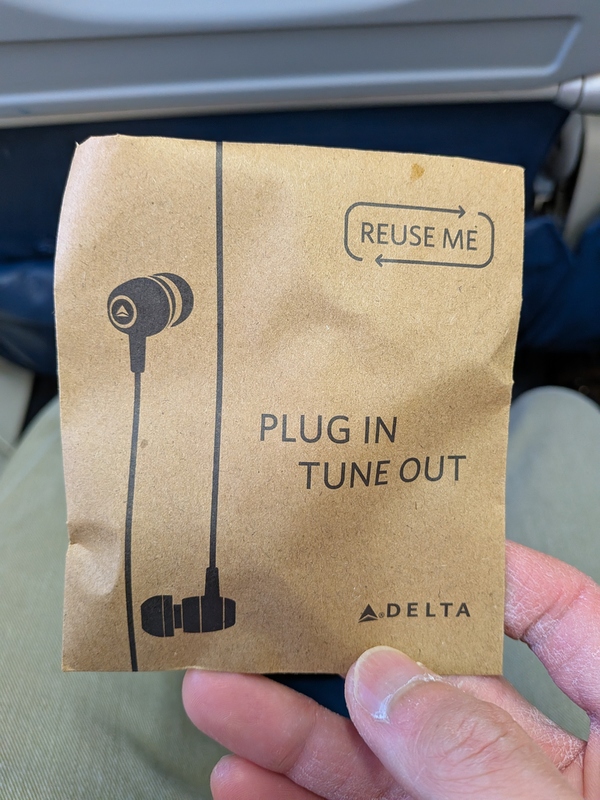 REUSE ME
PLUG IN
TUNE OUT
DELTA